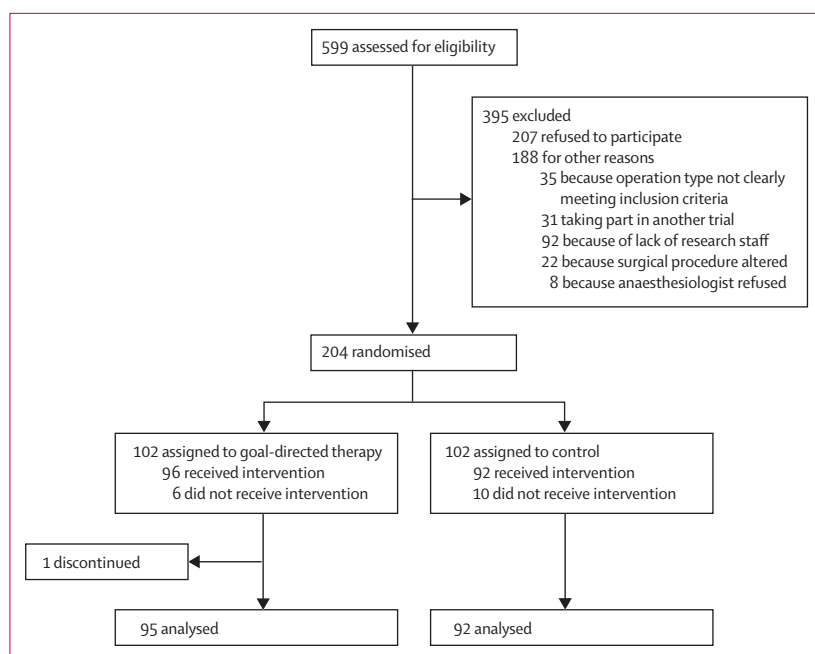 599 assessed for eligibility
395 excluded
207 refused to participate
188 for other reasons
35 because operation type not clearly
meeting inclusion criteria
31 taking part in another trial
92 because of lack of research staff
22 because surgical procedure altered
8 because anaesthesiologist refused
204 randomised
102 assigned to goal-directed therapy
96 received intervention
6 did not receive intervention
102 assigned to control
92 received intervention
10 did not receive intervention
1 discontinued
95 analysed
92 analysed